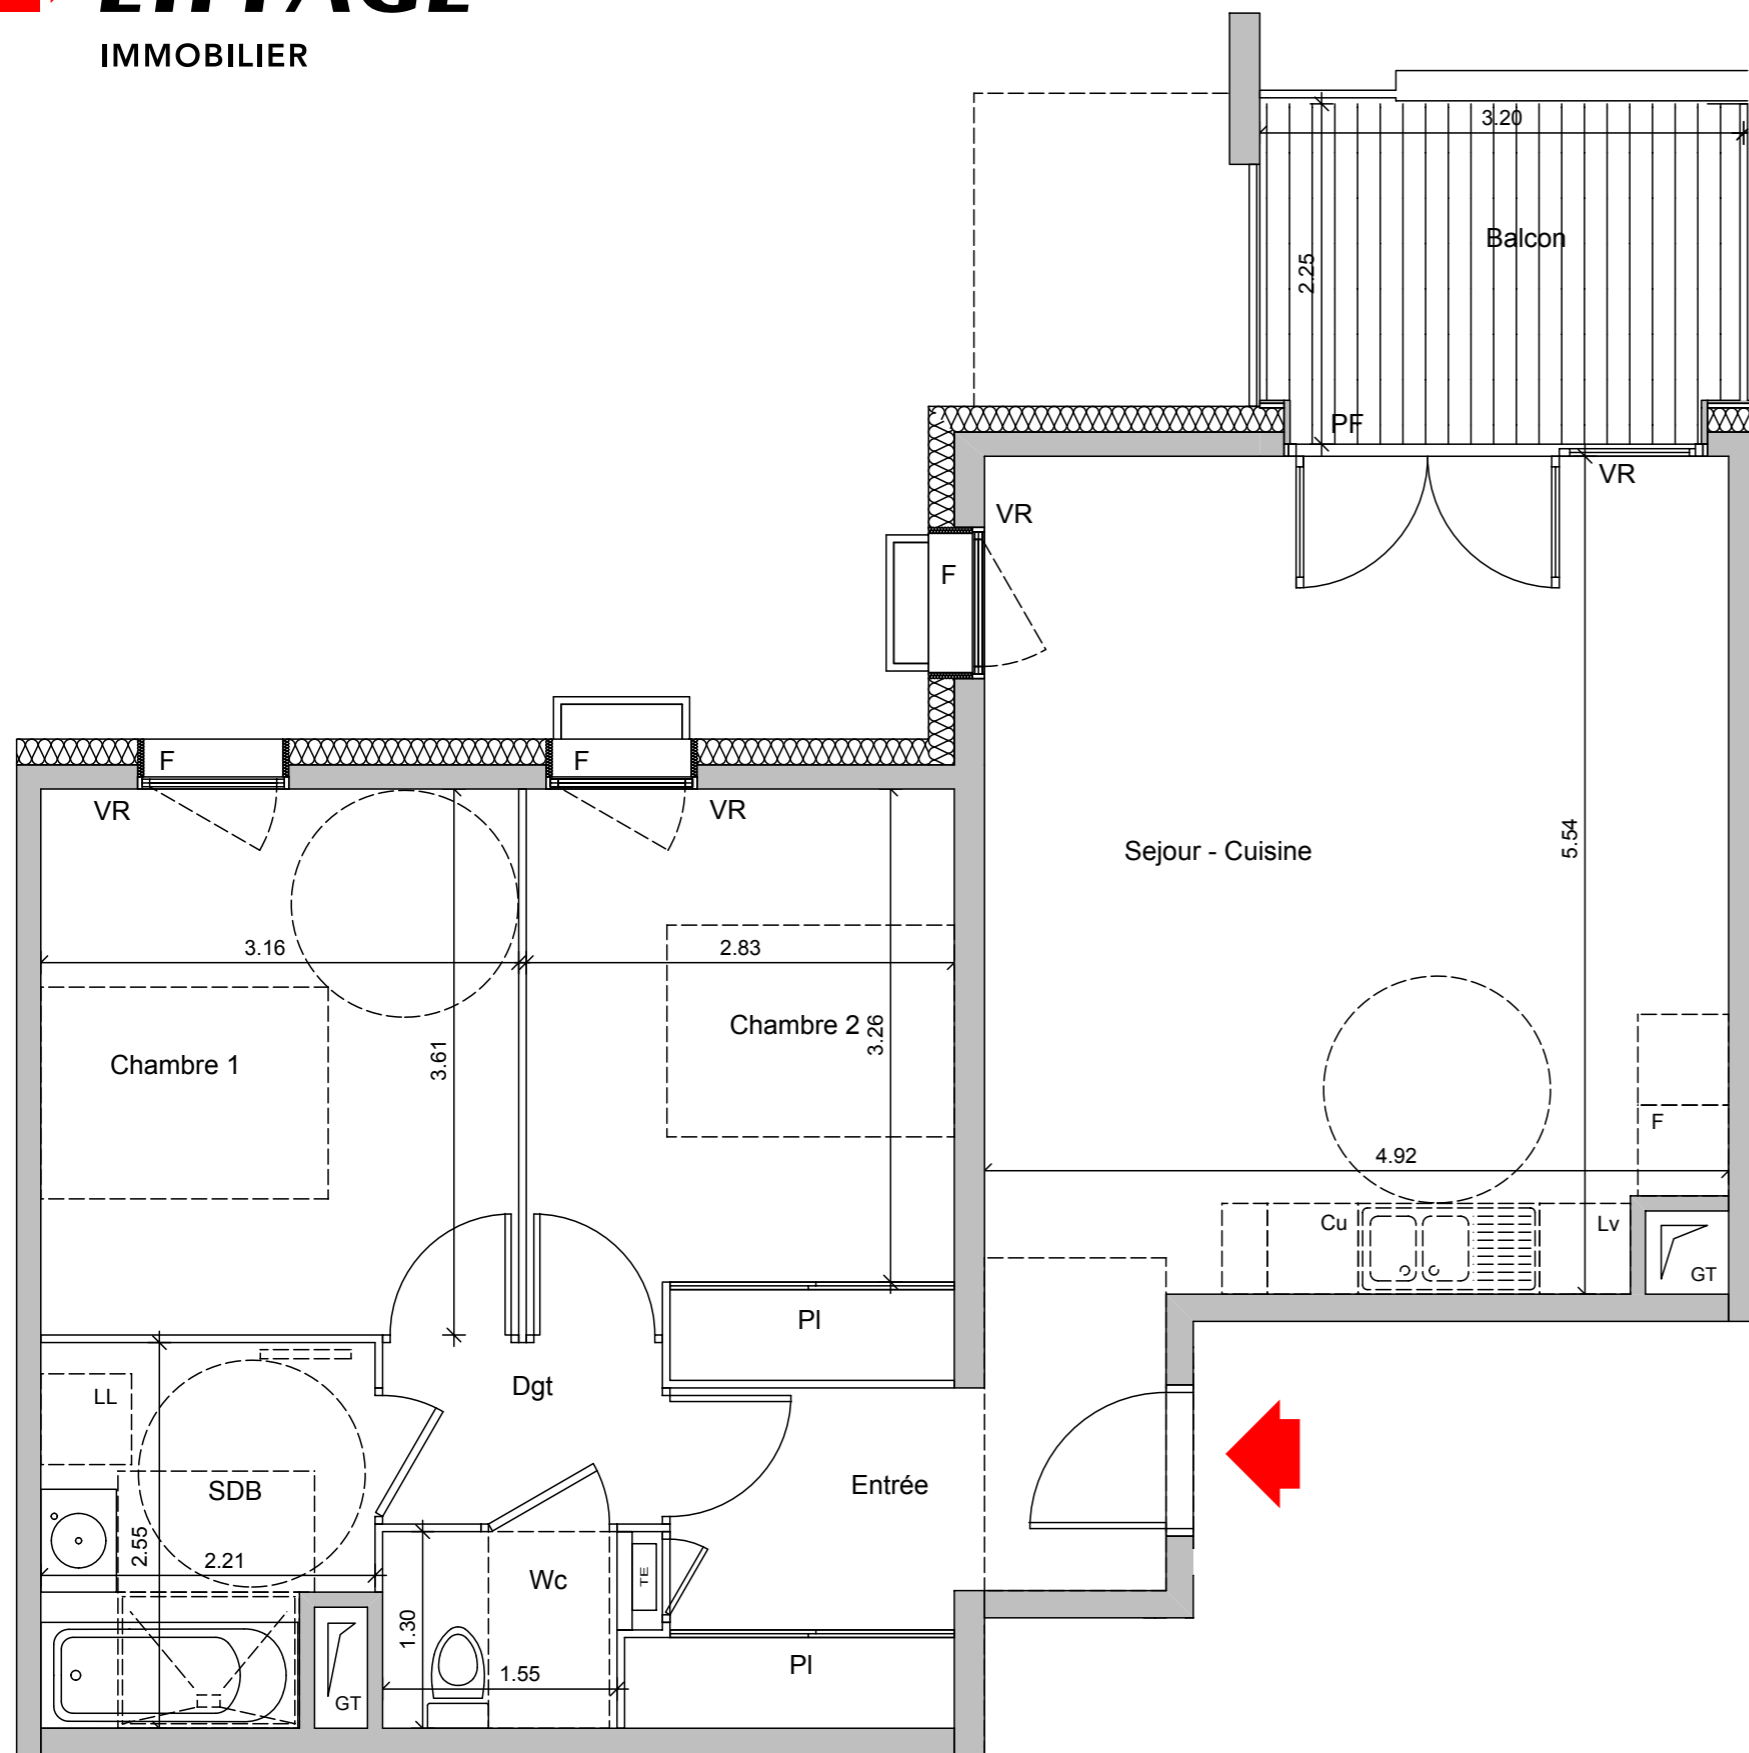 EIFFAGE
IMMOBILIER
3.20
Balcon
2.25
PF
VR
VR
F
F
VR
F
VR
Sejour - Cuisine
5.54
3.16
2.83
Chambre 2
3.26
Chambre 1
3.61
F
4.92
Cu
Lv
GT
Pl
Dgt
LL
SDB
Entrée
2.55
2.21
Wc
TE
1.30
1.55
Pl
GT